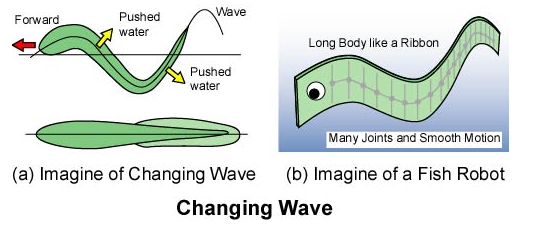 Forward
Pushed
water
Wave
Pushed
water
(a) Imagine of Changing Wave
Long Body like a Ribbon
Many Joints and Smooth Motion
(b) Imagine of a Fish Robot
Changing Wave